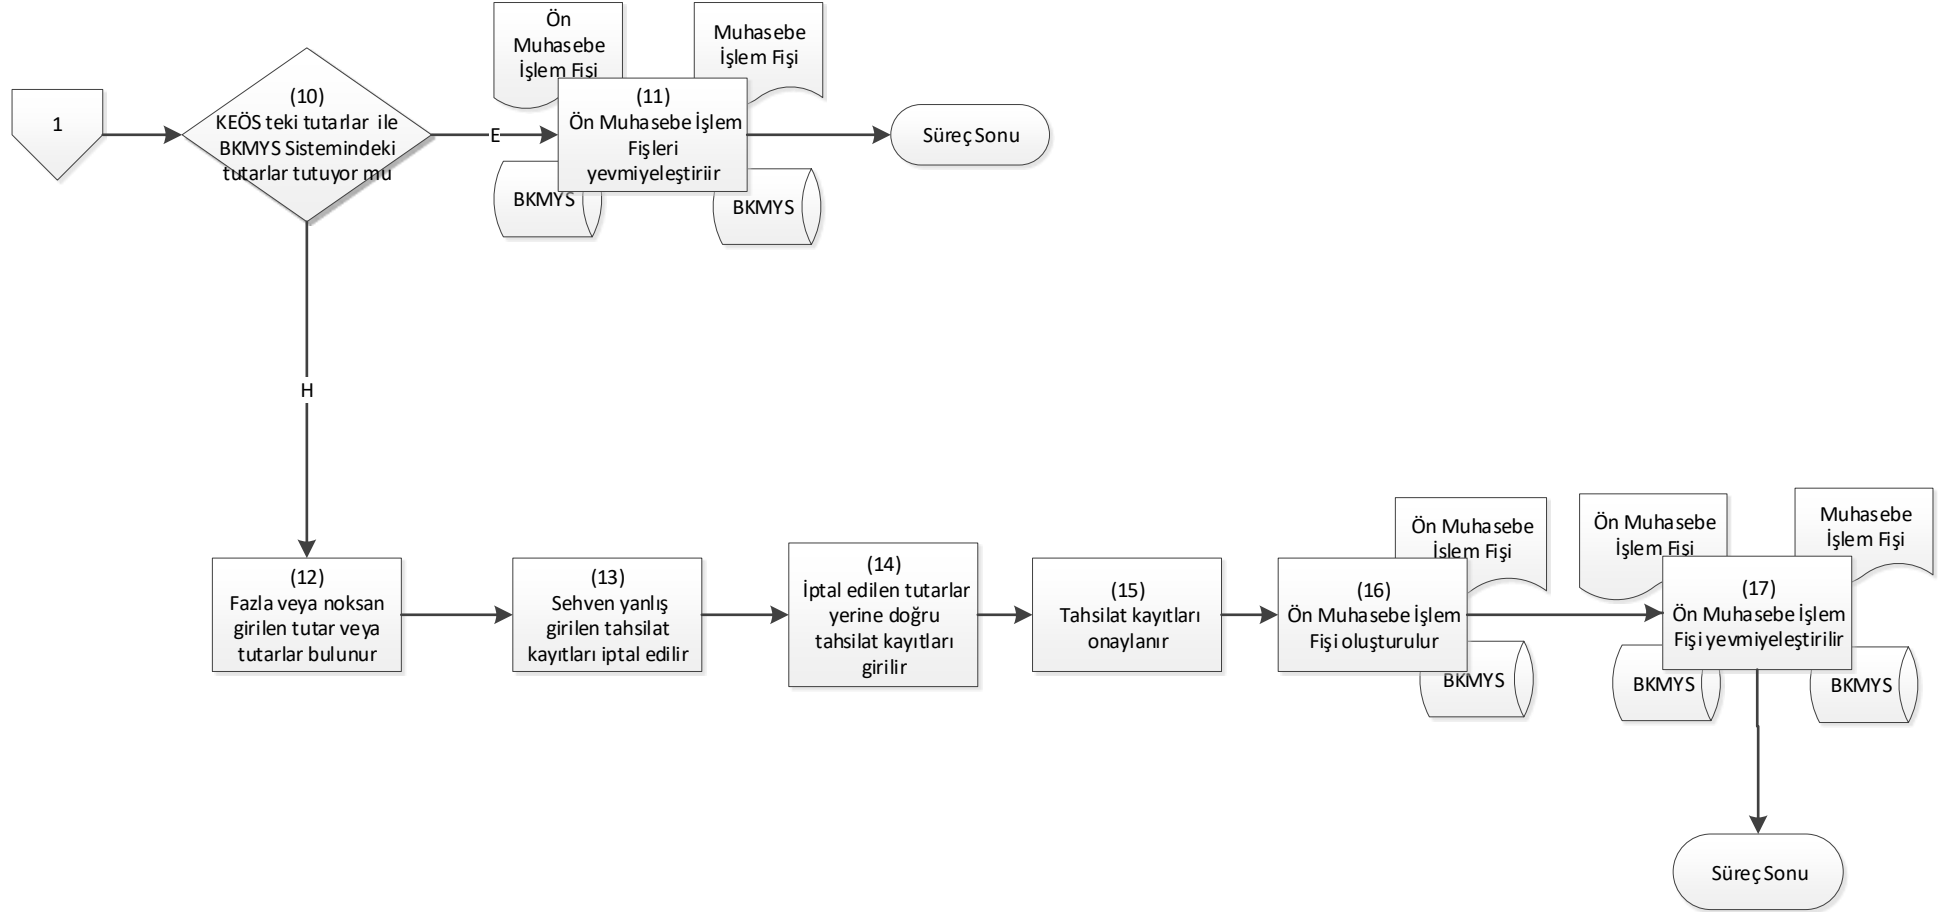 1
(10)
KEÖS teki tutarlar ile
BKMYS Sistemindeki
tutarlar tutuyor mu
E
Ön
Muhasebe
İşlem Fişi
Muhasebe
İşlem Fişi
(11)
Ön Muhasebe İşlem
Fişleri
yevmiyeleştiriir
BKMYS
BKMYS
Süreç Sonu
H
(12)
Fazla veya noksan
girilen tutar veya
tutarlar bulunur
(13)
Sehven yanlış
girilen tahsilat
kayıtları iptal edilir
(14)
İptal edilen tutarlar
yerine doğru
tahsilat kayıtları
girilir
(15)
Tahsilat kayıtları
onaylanır
Ön Muhasebe
İşlem Fişi
(16)
Ön Muhasebe İşlem
Fişi oluşturulur
BKMYS
Ön Muhasebe
İşlem Fişi
Muhasebe
İşlem Fişi
(17)
Ön Muhasebe İşlem
Fişi yevmiyeleştirilir
BKMYS
BKMYS
Süreç Sonu